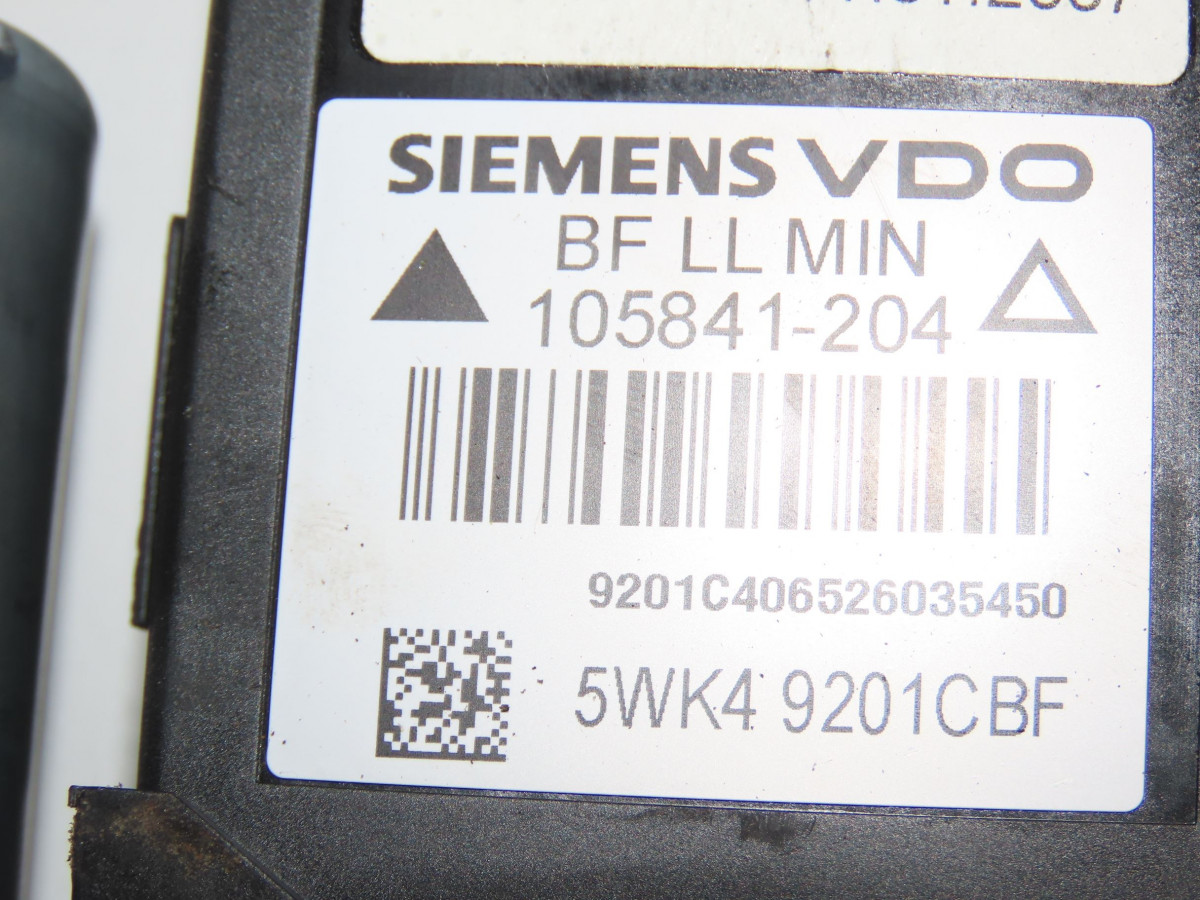 SIEMENS VDO
BF LL MIN
105841-204
9201C406526035450
5WK4 9201CBF